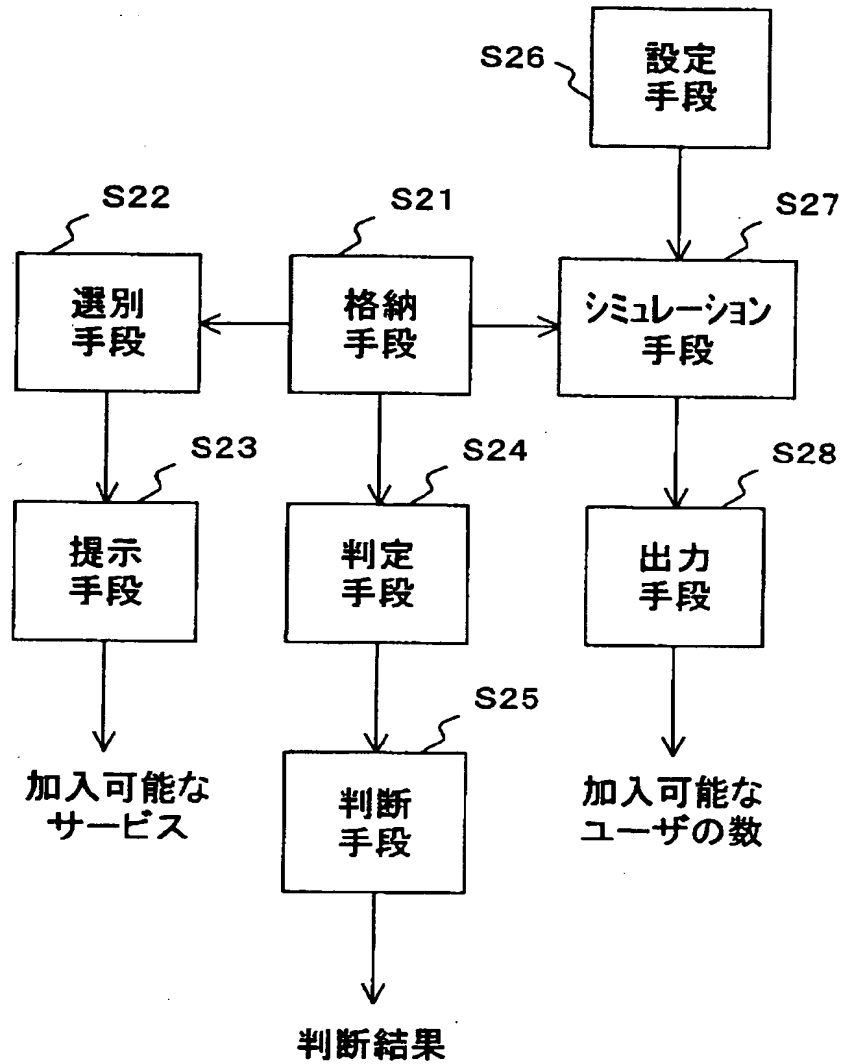 S26
設定
手段
S22
S21
S27
選別
手段
格納
手段
シミュレーション
手段
S23
S24
S28
提示
手段
判定
手段
出力
手段
S25
加入可能な
サービス
判断
手段
加入可能な
ユーザの数
判断結果